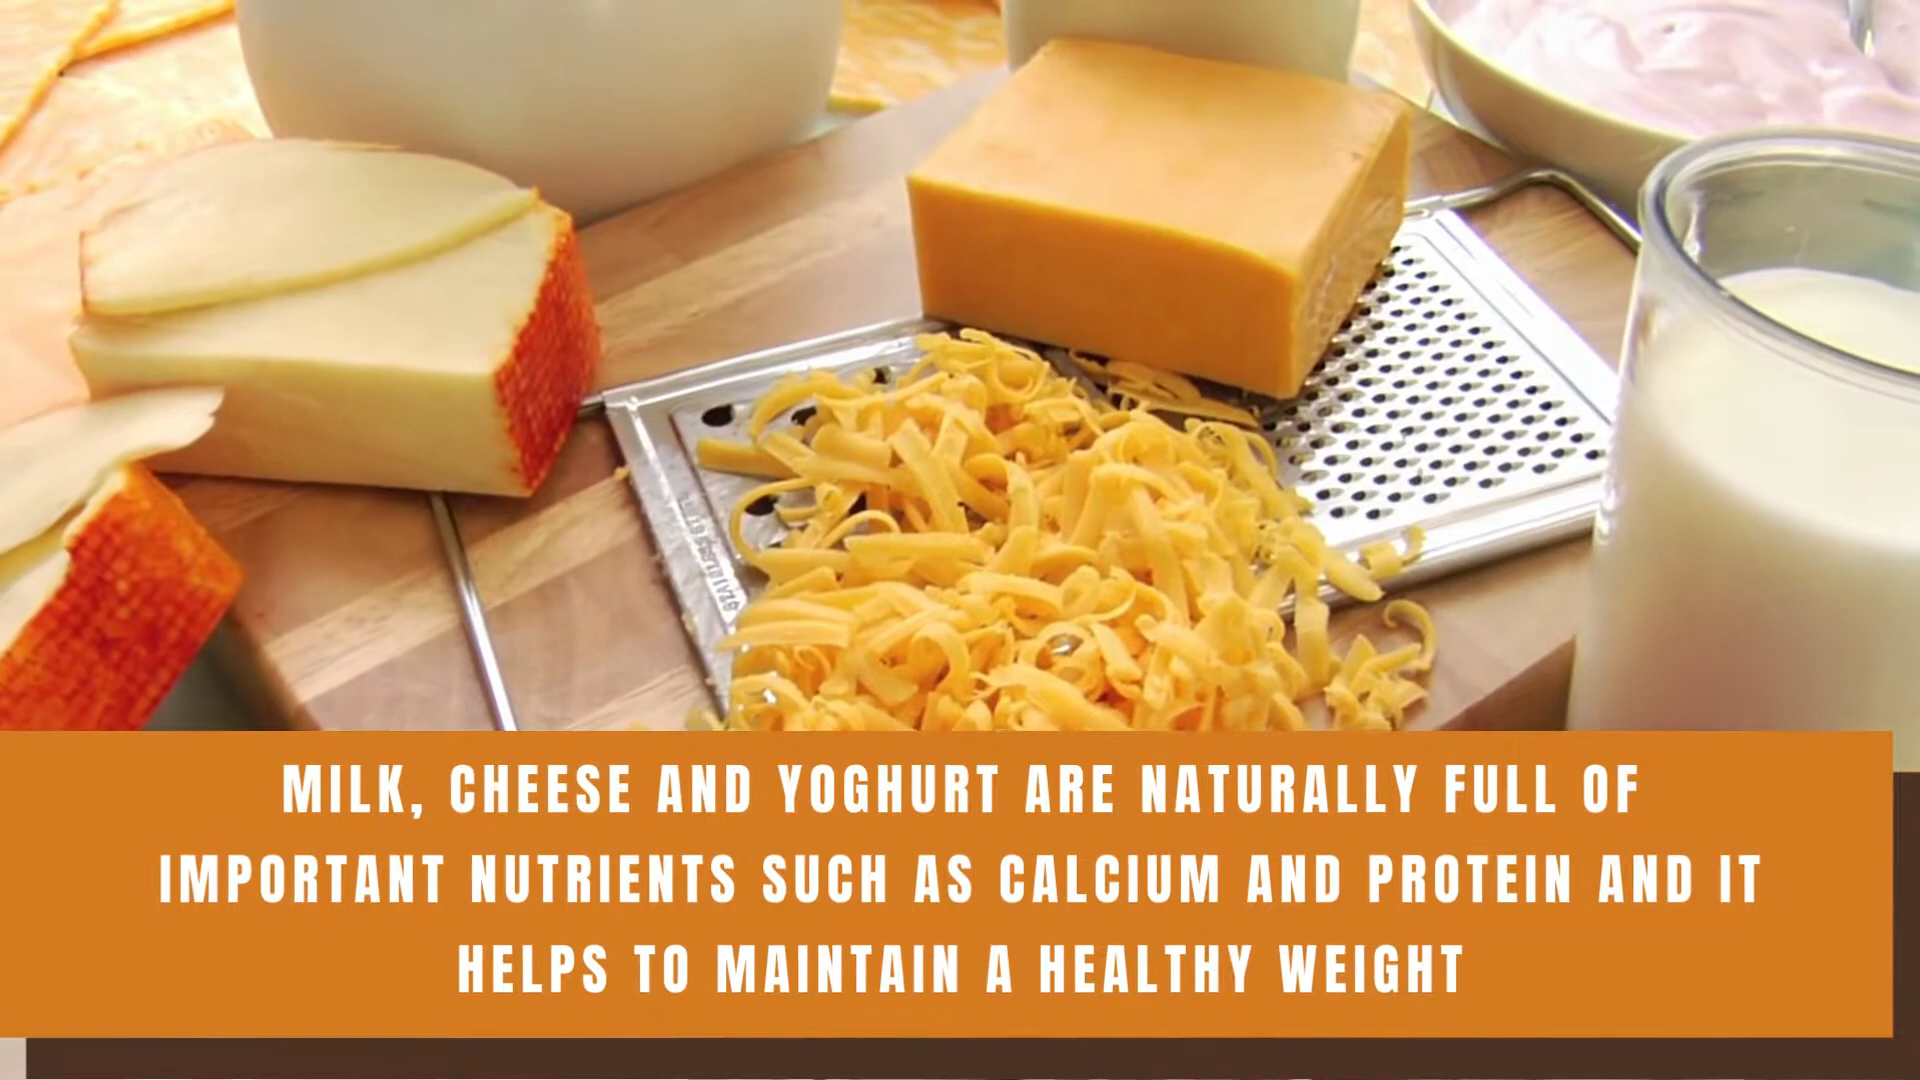 MILK, CHEESE AND YOGHURT ARE NATURALLY FULL OF
IMPORTANT NUTRIENTS SUCH AS CALCIUM AND PROTEIN AND IT
HELPS TO MAINTAIN A HEALTHY WEIGHT